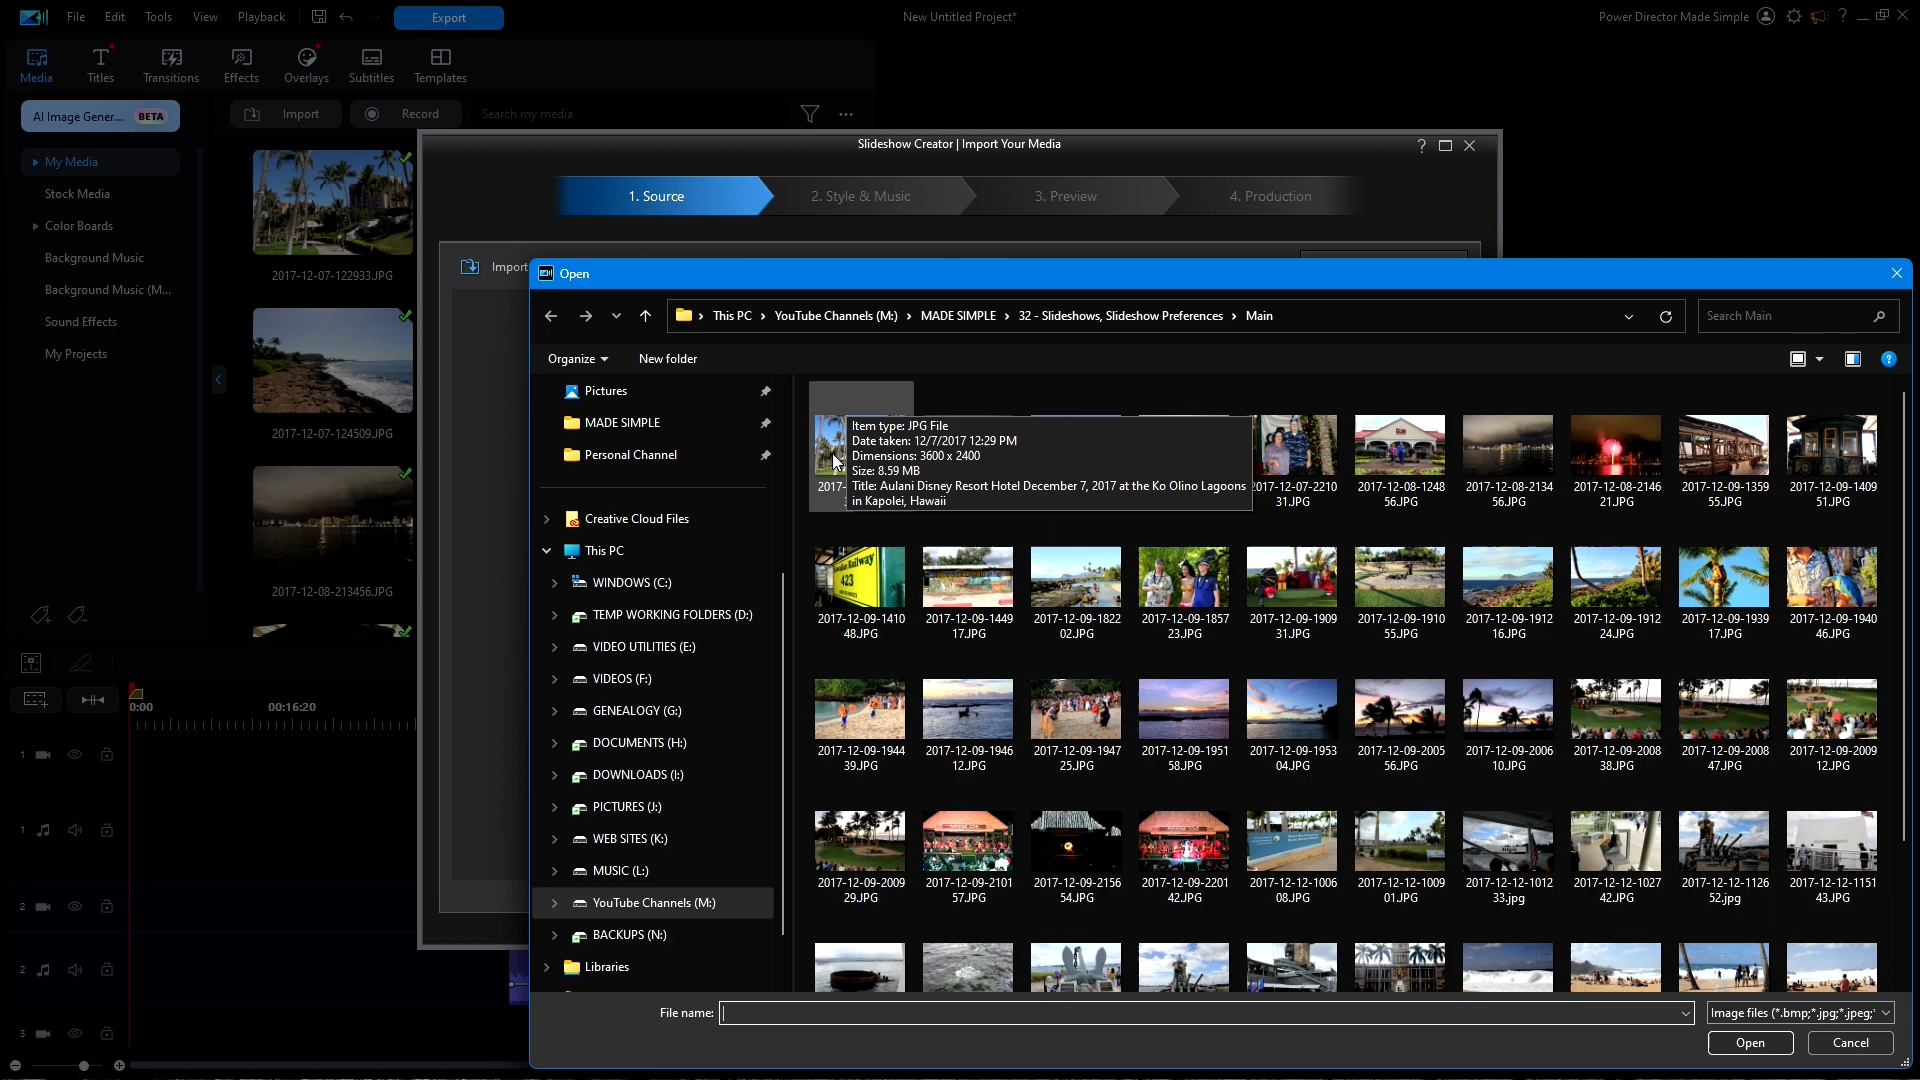 File Edit Tools View Playback Export New Untitled Project* Power Director Made Simple ?
Media Titles Transitions Effects Overlays Subtitles Templates
AI Image Gener... BETA Import Record Search my media
My Media
Stock Media
Color Boards
Background Music
Background Music (M...
Sound Effects
My Projects
2017-12-07-122933.JPG
2017-12-07-124509.JPG
2017-12-08-213456.JPG
0:00 00:16:20
1
1
2
2
3
Slideshow Creator | Import Your Media ?
1. Source 2. Style & Music 3. Preview 4. Production
Import
Open
This PC › YouTube Channels (M:) › MADE SIMPLE › 32 - Slideshows, Slideshow Preferences › Main Search Main
Organize New folder ?
Pictures
MADE SIMPLE
Personal Channel
Creative Cloud Files
This PC
WINDOWS (C:)
TEMP WORKING FOLDERS (D:)
VIDEO UTILITIES (E:)
VIDEOS (F:)
GENEALOGY (G:)
DOCUMENTS (H:)
DOWNLOADS (I:)
PICTURES (J:)
WEB SITES (K:)
MUSIC (L:)
YouTube Channels (M:)
BACKUPS (N:)
Libraries
Item type: JPG File
Date taken: 12/7/2017 12:29 PM
Dimensions: 3600 x 2400
Size: 8.59 MB
Title: Aulani Disney Resort Hotel December 7, 2017 at the Ko Olino Lagoons
in Kapolei, Hawaii
2017- 2017-12-07-2210 2017-12-08-1248 2017-12-08-2134 2017-12-08-2146 2017-12-09-1359 2017-12-09-1409
31.JPG 56.JPG 56.JPG 21.JPG 55.JPG 51.JPG
Railway
423
2017-12-09-1410 2017-12-09-1449 2017-12-09-1822 2017-12-09-1857 2017-12-09-1909 2017-12-09-1910 2017-12-09-1912 2017-12-09-1912 2017-12-09-1939 2017-12-09-1940
48.JPG 17.JPG 02.JPG 23.JPG 31.JPG 55.JPG 16.JPG 24.JPG 17.JPG 46.JPG
2017-12-09-1944 2017-12-09-1946 2017-12-09-1947 2017-12-09-1951 2017-12-09-1953 2017-12-09-2005 2017-12-09-2006 2017-12-09-2008 2017-12-09-2008 2017-12-09-2009
39.JPG 12.JPG 25.JPG 58.JPG 04.JPG 56.JPG 10.JPG 38.JPG 47.JPG 12.JPG
2017-12-09-2009 2017-12-09-2101 2017-12-09-2156 2017-12-09-2201 2017-12-12-1006 2017-12-12-1009 2017-12-12-1012 2017-12-12-1027 2017-12-12-1126 2017-12-12-1151
29.JPG 57.JPG 54.JPG 42.JPG 08.JPG 01.JPG 33.jpg 42.JPG 52.jpg 43.JPG
File name: Image files (*.bmp;*.jpg;*.jpeg;*
Open Cancel